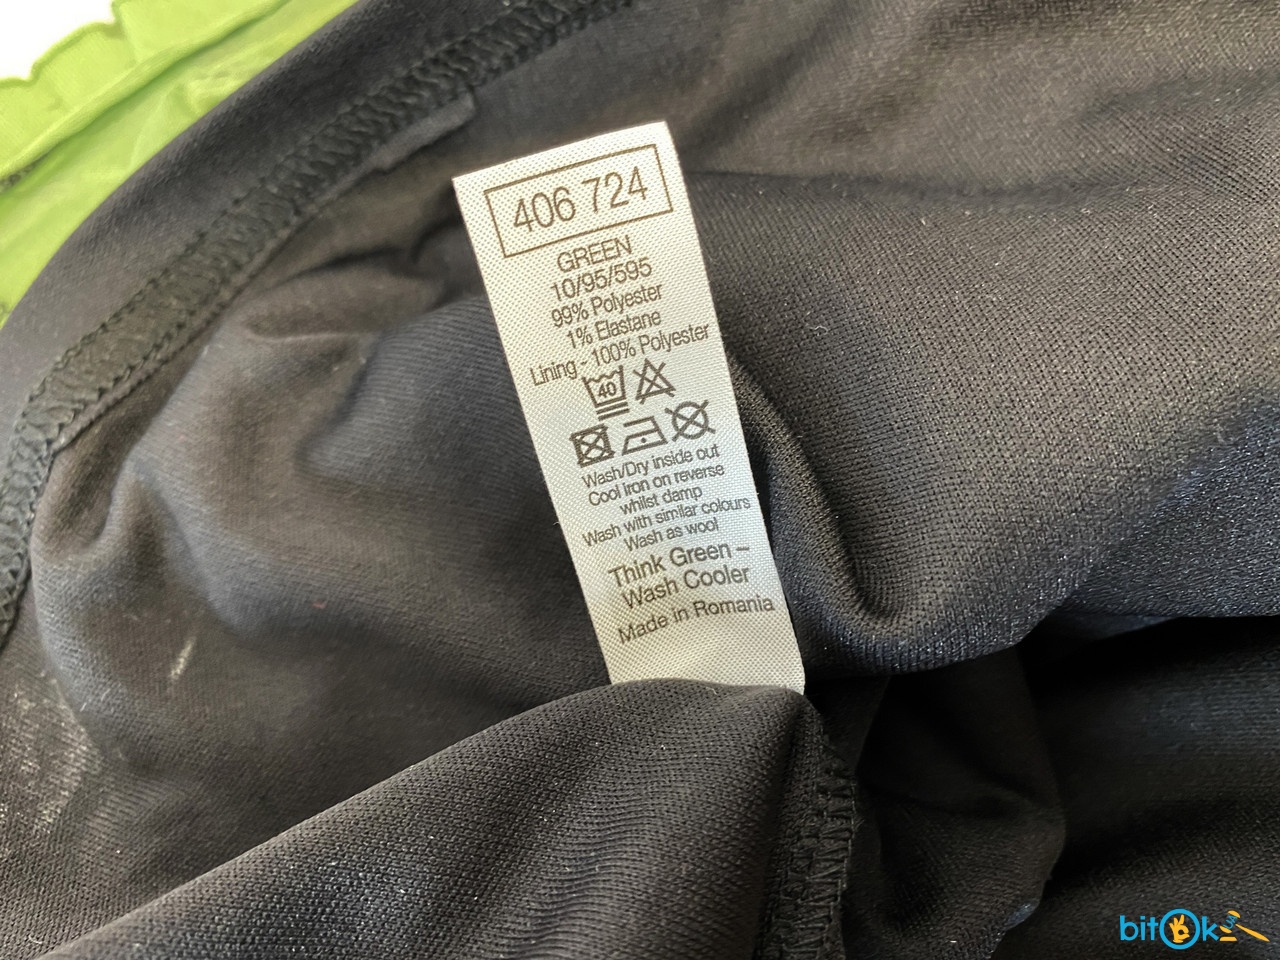 406 724
GREEN
10/95/595
99% Polyester
1% Elastane
Lining - 100% Polyester
40
Wash/Dry inside out
Cool iron on reverse
whilst damp
Wash with similar colours
Wash as wool
Think Green –
Wash Cooler
Made in Romania
bitOk